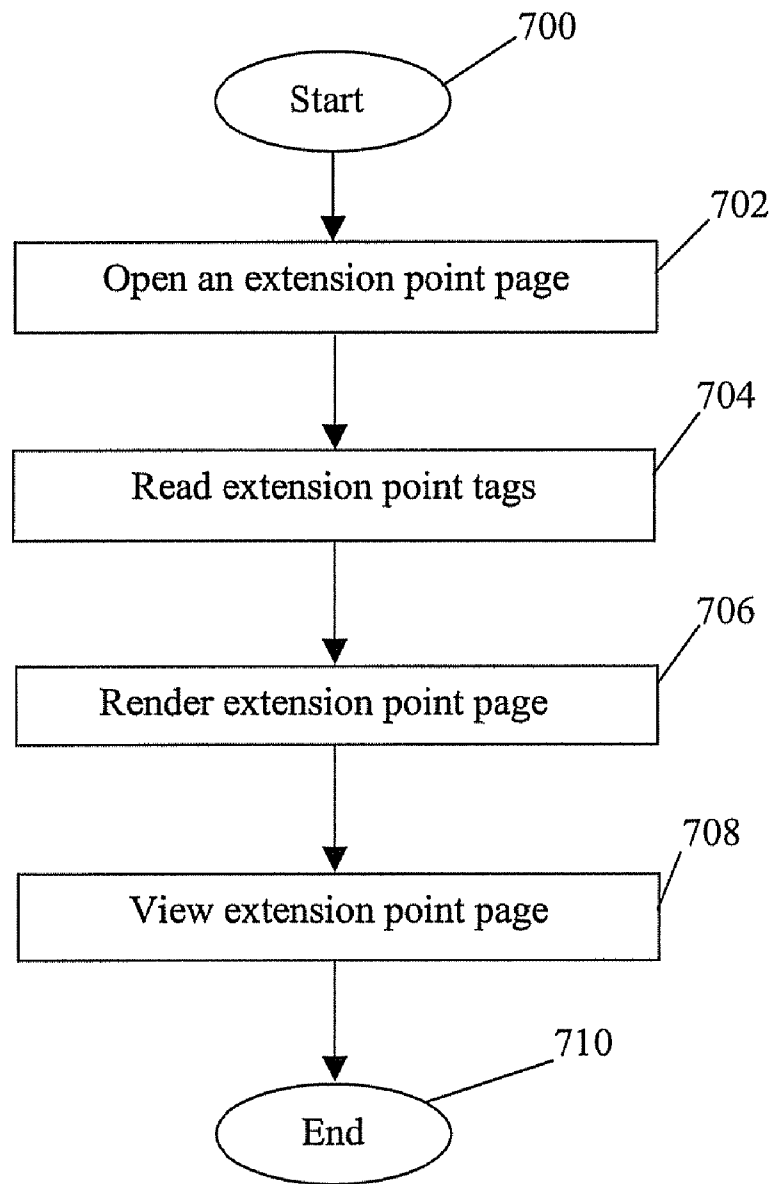 700
Start
702
Open an extension point page
704
Read extension point tags
706
Render extension point page
708
View extension point page
710
End